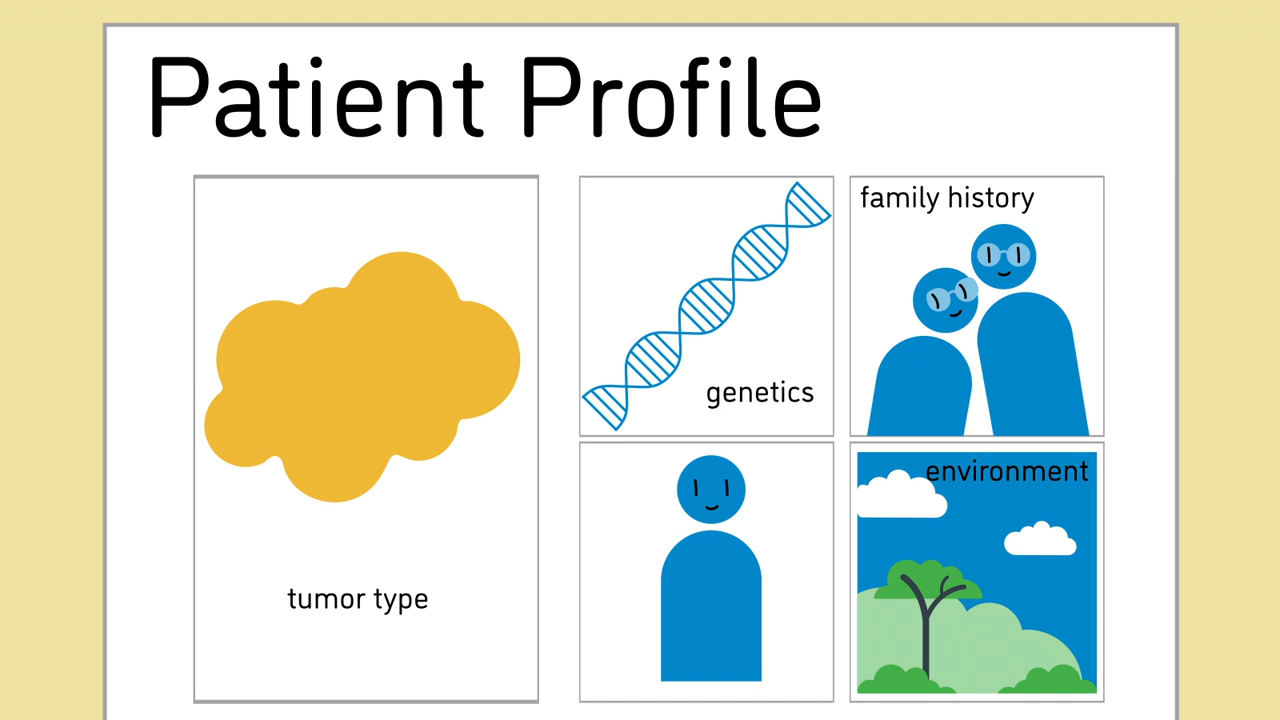 Patient Profile
tumor type
genetics
family history
environment